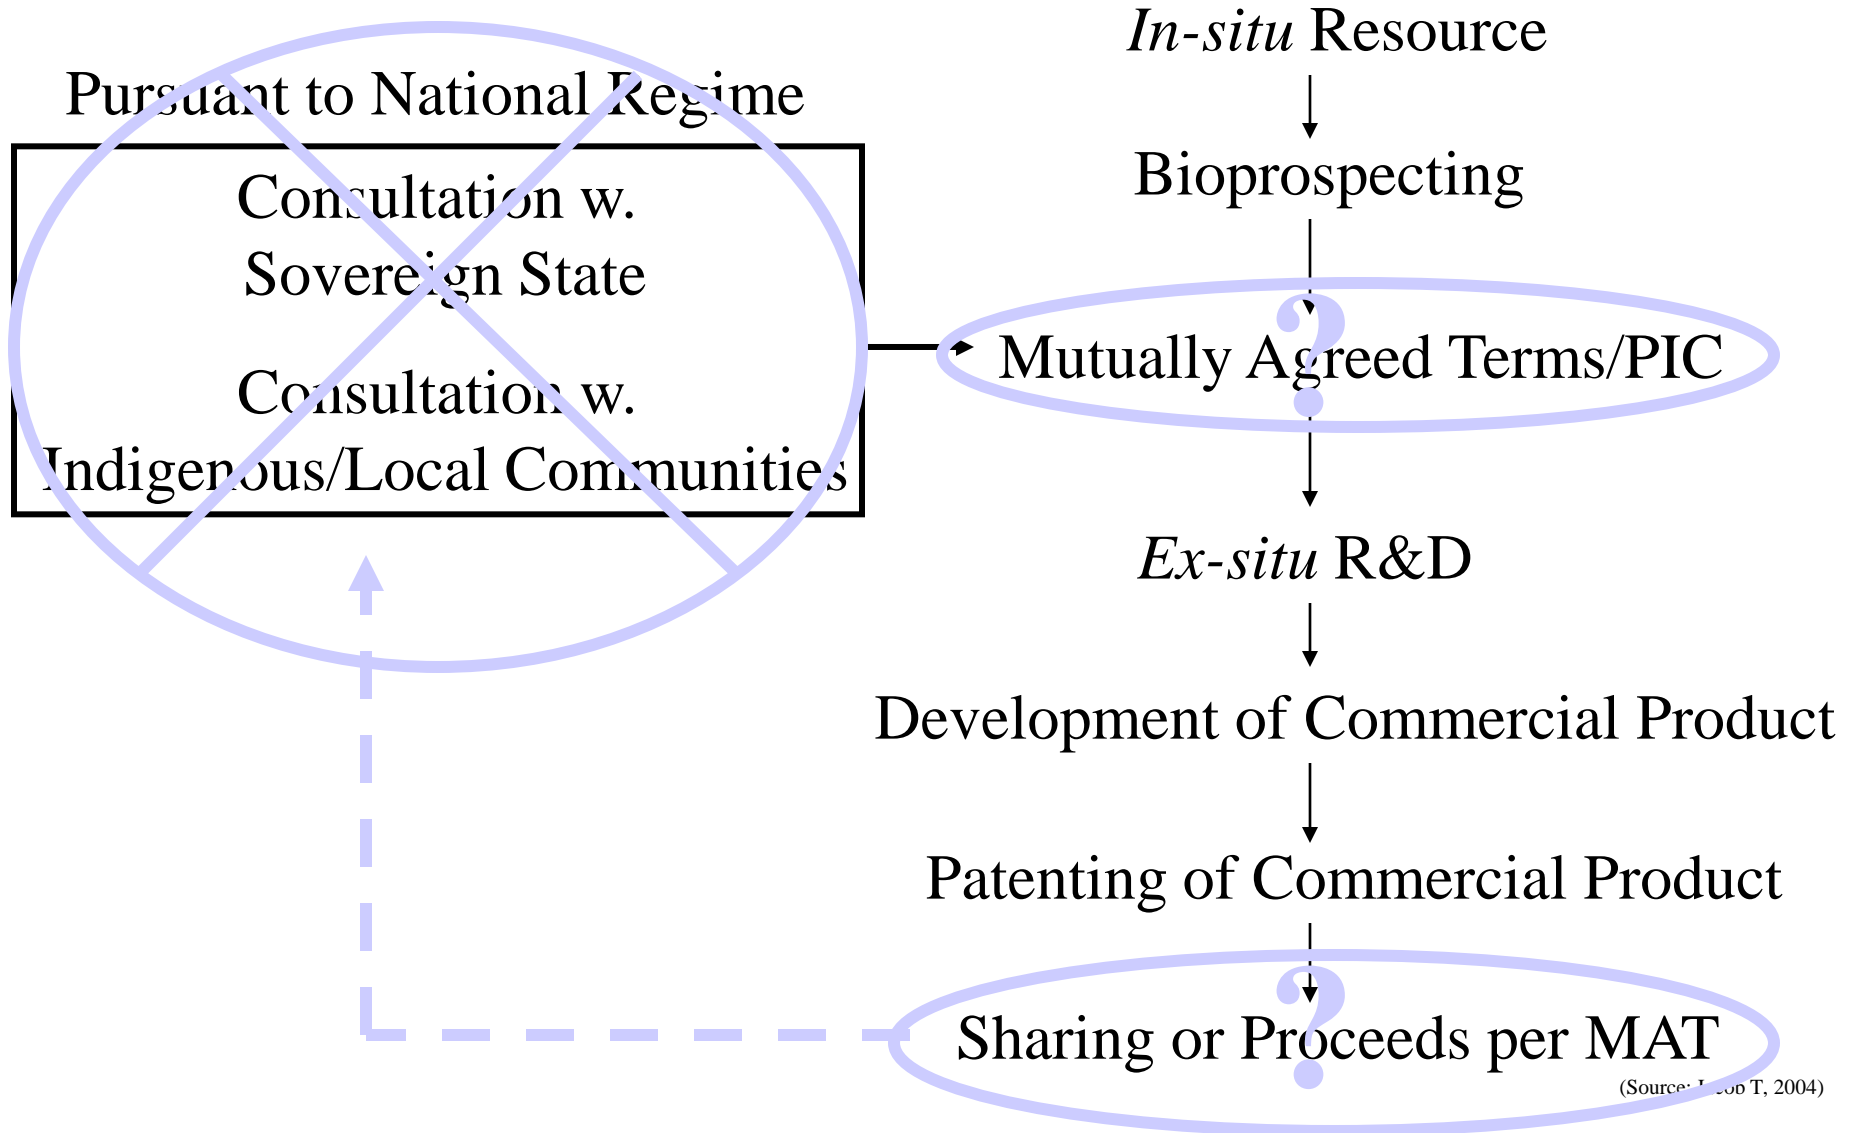 Pursuant to National Regime
Consultation w.
Sovereign State
Consultation w.
Indigenous/Local Communities
In-situ Resource
Bioprospecting
?
Mutually Agreed Terms/PIC
Ex-situ R&D
Development of Commercial Product
Patenting of Commercial Product
?
Sharing or Proceeds per MAT
(Source: Jacob T, 2004)